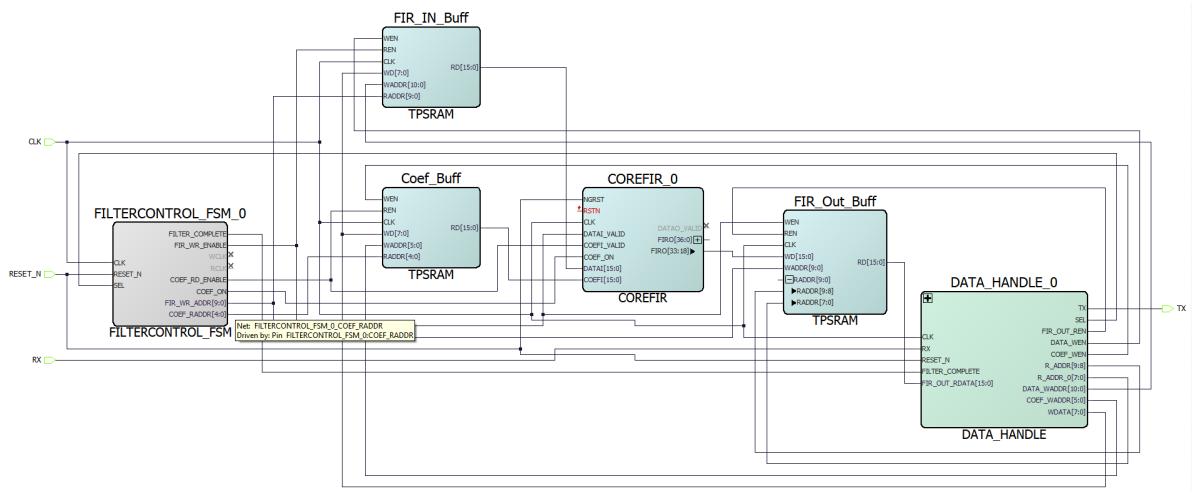 FIR_IN_Buff
WEN
REN
CLK
WD[7:0]
WADDR[10:0]
RADDR[9:0]
RD[15:0]
TPSRAM
CLK
RESET_N
RX
FILTERCONTROL_FSM_0
FILTER_COMPLETE
FIR_WR_ENABLE
WCLK
RCLK
COEF_RD_ENABLE
COEF_ON
FIR_WR_ADDR[9:0]
COEF_RADDR[4:0]
CLK
RESET_N
SEL
FILTERCONTROL_FSM
Net: FILTERCONTROL_FSM_0_COEF_RADDR
Driven by: Pin FILTERCONTROL_FSM_0:COEF_RADDR
Coef_Buff
WEN
REN
CLK
WD[7:0]
WADDR[5:0]
RADDR[4:0]
RD[15:0]
TPSRAM
COREFIR_0
NGRST
RSTN
CLK
DATAI_VALID
COEFI_VALID
COEF_ON
DATAI[15:0]
COEFI[15:0]
DATAO_VALID
FIRO[36:0]
FIRO[33:18]
COREFIR
FIR_Out_Buff
WEN
REN
CLK
WD[15:0]
WADDR[9:0]
RADDR[9:0]
RADDR[9:8]
RADDR[7:0]
RD[15:0]
TPSRAM
DATA_HANDLE_0
CLK
RX
RESET_N
FILTER_COMPLETE
FIR_OUT_RDATA[15:0]
TX
SEL
FIR_OUT_REN
DATA_WEN
COEF_WEN
R_ADDR[9:8]
R_ADDR_0[7:0]
DATA_WADDR[10:0]
COEF_WADDR[5:0]
WDATA[7:0]
DATA_HANDLE
TX